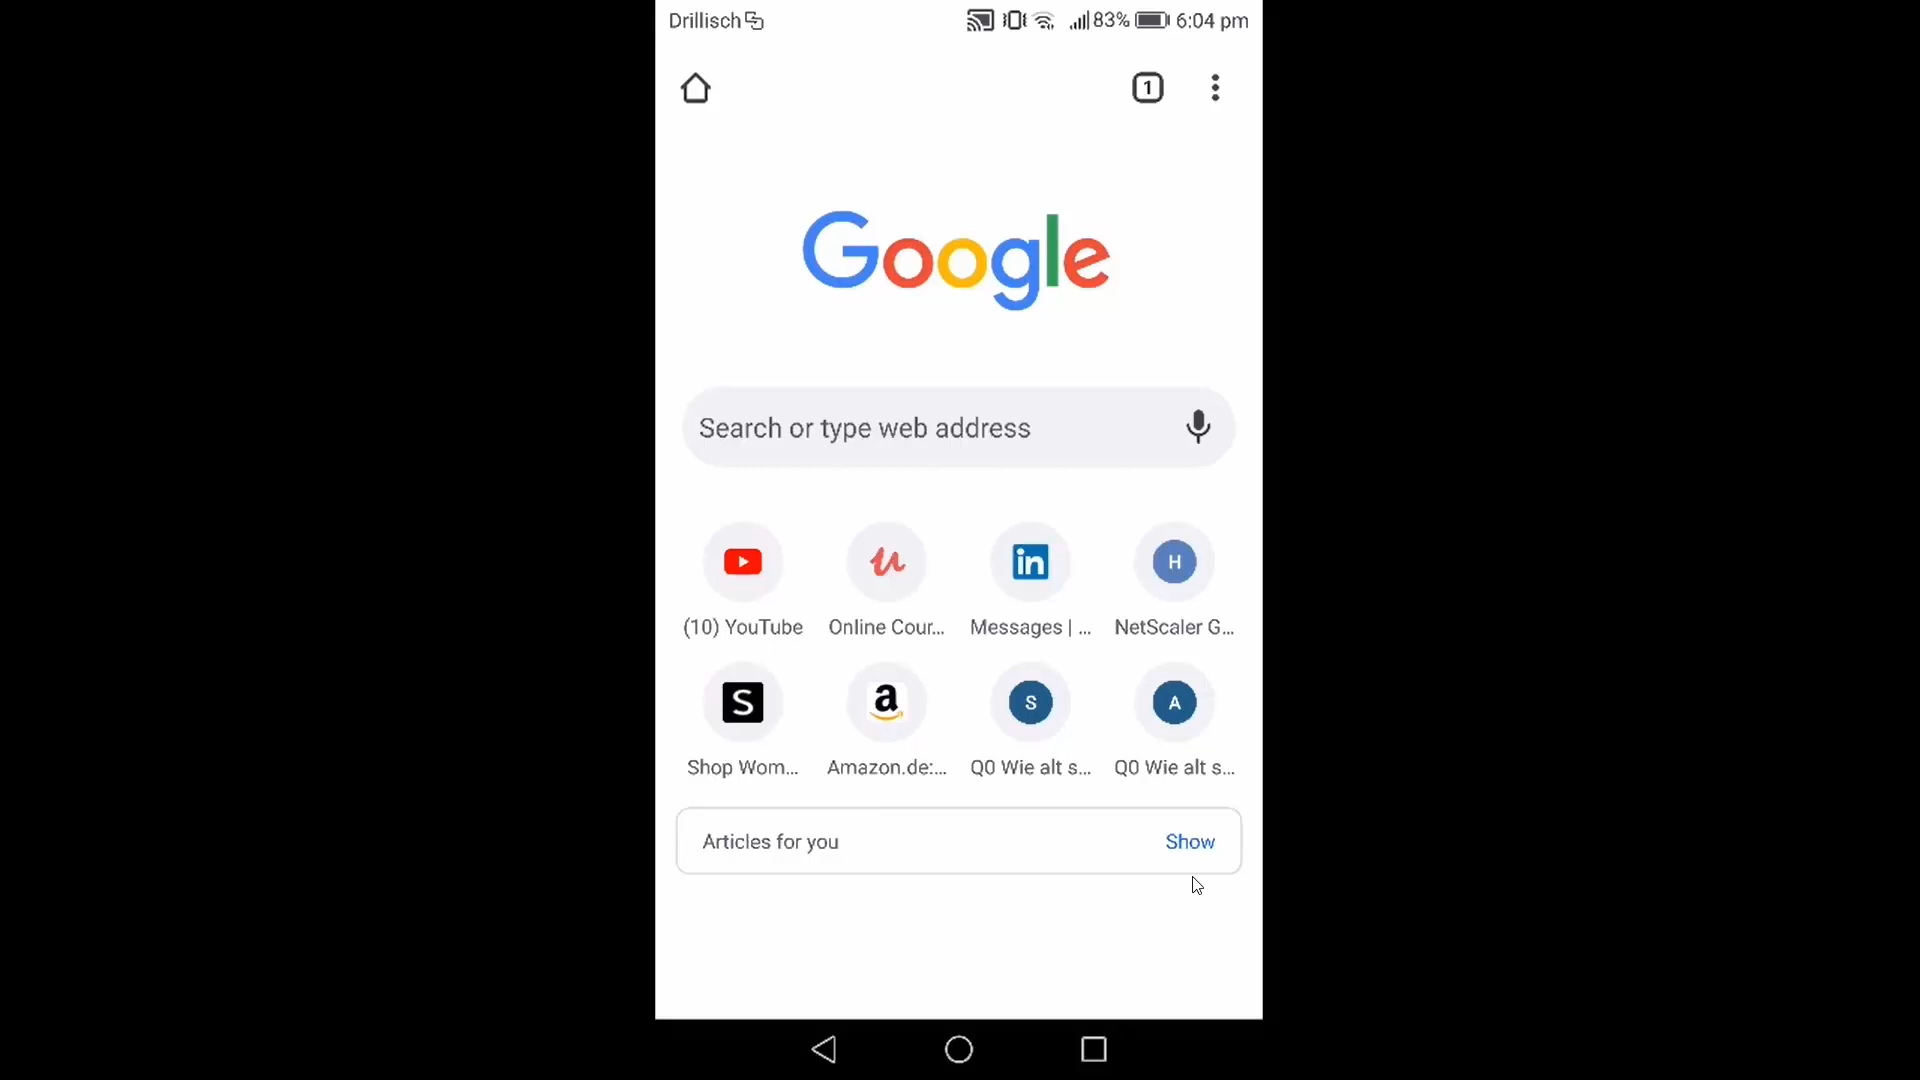 Drillisch 83% 6:04 pm
1
Google
Search or type web address
in H
(10) YouTube Online Cour... Messages | ... NetScaler G...
S a S A
Shop Wom... Amazon.de:... Q0 Wie alt s... Q0 Wie alt s...
Articles for you Show